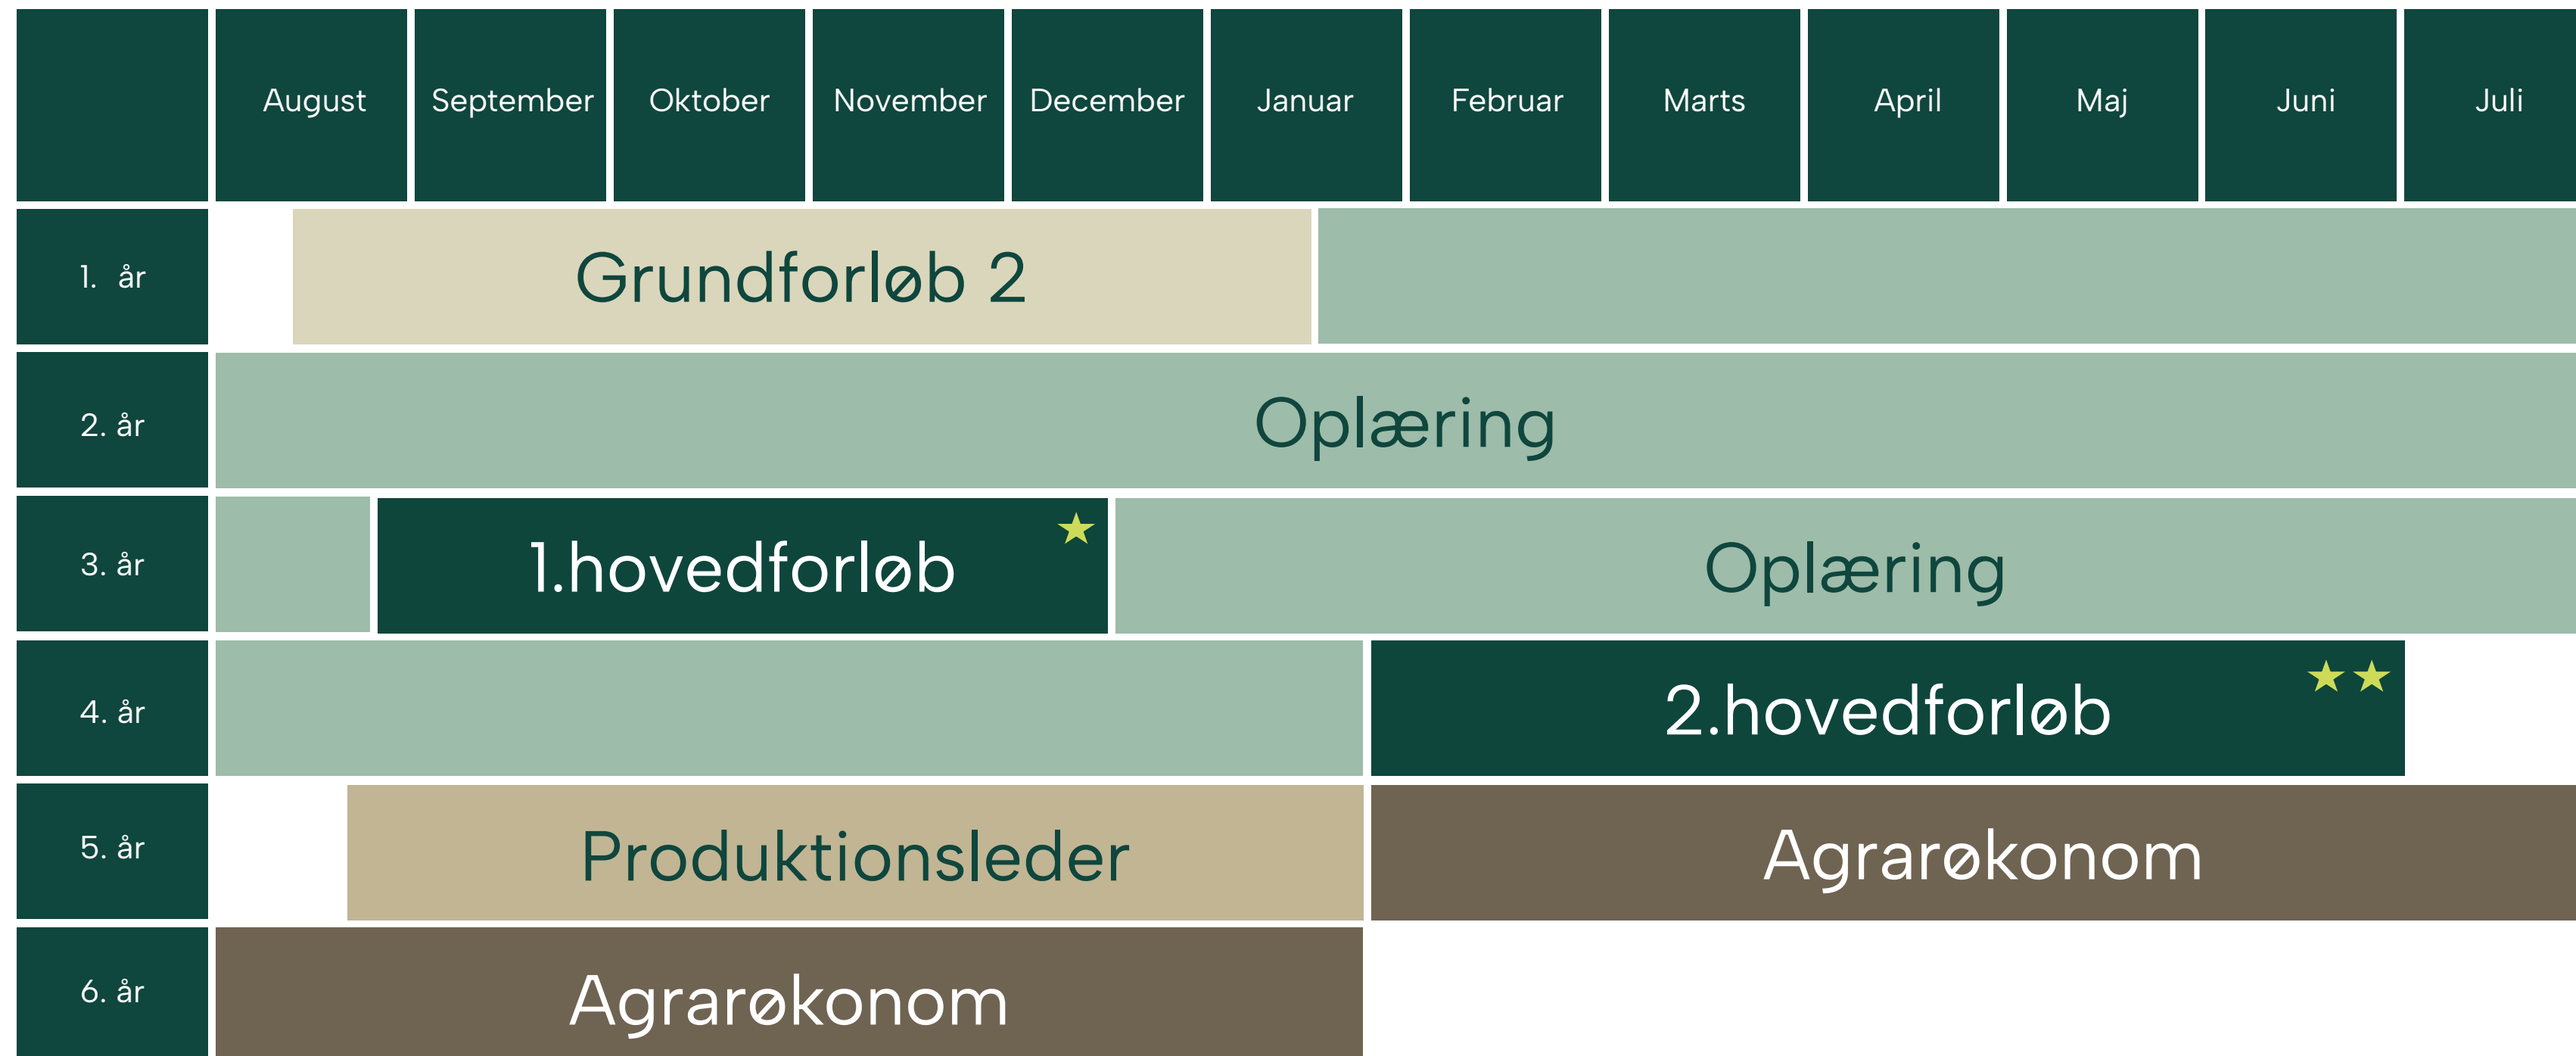 August September Oktober November December Januar Februar Marts April Maj Juni Juli
1. år Grundforløb 2
2. år Oplæring
3. år 1.hovedforløb Oplæring
4. år 2.hovedforløb
5. år Produktionsleder Agrarøkonom
6. år Agrarøkonom